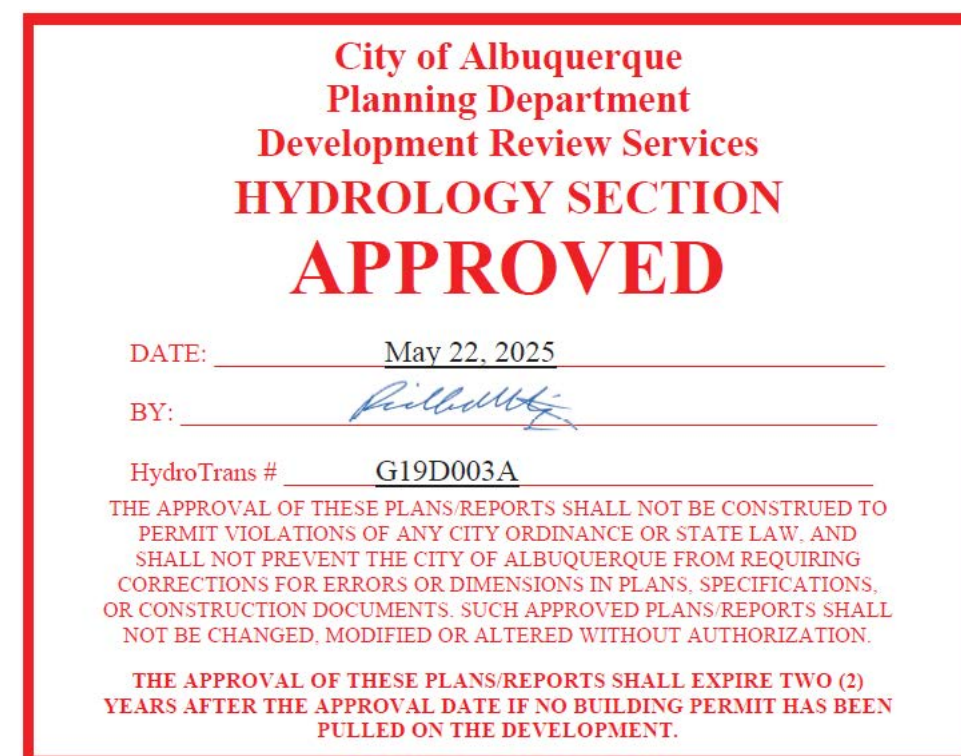 City of Albuquerque
Planning Department
Development Review Services
HYDROLOGY SECTION
APPROVED
DATE: May 22, 2025
BY:
HydroTrans # G19D003A
THE APPROVAL OF THESE PLANS/REPORTS SHALL NOT BE CONSTRUED TO
PERMIT VIOLATIONS OF ANY CITY ORDINANCE OR STATE LAW, AND
SHALL NOT PREVENT THE CITY OF ALBUQUERQUE FROM REQUIRING
CORRECTIONS FOR ERRORS OR DIMENSIONS IN PLANS, SPECIFICATIONS,
OR CONSTRUCTION DOCUMENTS. SUCH APPROVED PLANS/REPORTS SHALL
NOT BE CHANGED, MODIFIED OR ALTERED WITHOUT AUTHORIZATION.
THE APPROVAL OF THESE PLANS/REPORTS SHALL EXPIRE TWO (2)
YEARS AFTER THE APPROVAL DATE IF NO BUILDING PERMIT HAS BEEN
PULLED ON THE DEVELOPMENT.